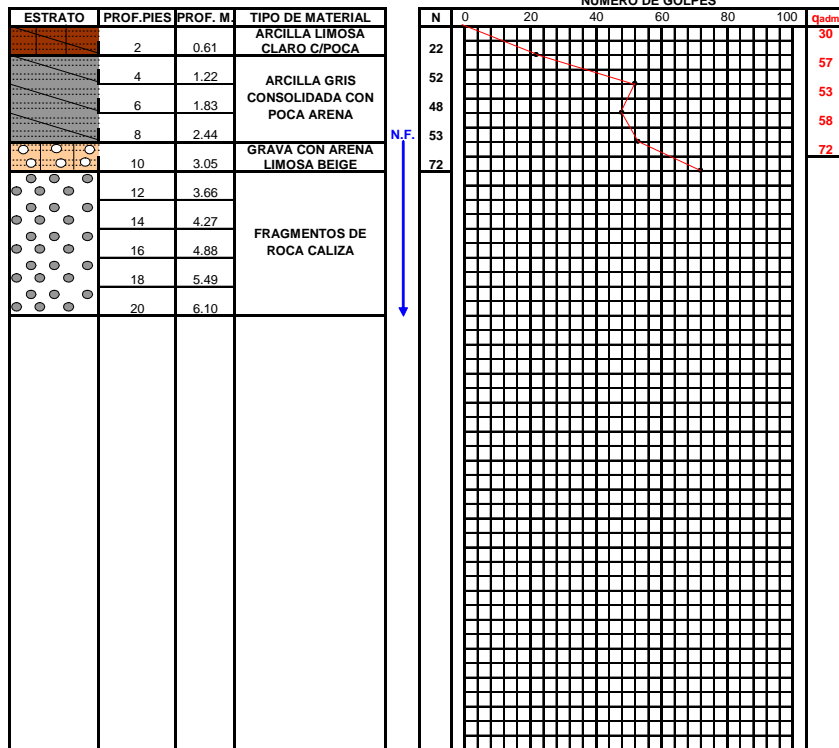 NUMERO DE GOLPES
ESTRATO PROF.PIES PROF. M. TIPO DE MATERIAL N 0 20 40 60 80 100 qadm
ARCILLA LIMOSA
CLARO C/POCA
2 0.61
22 30
4 1.22
52 57
ARCILLA GRIS
CONSOLIDADA CON
POCA ARENA
6 1.83
48 53
8 2.44
N.F. 53 58
GRAVA CON ARENA
LIMOSA BEIGE
10 3.05
72 72
12 3.66
14 4.27
FRAGMENTOS DE
ROCA CALIZA
16 4.88
18 5.49
20 6.10